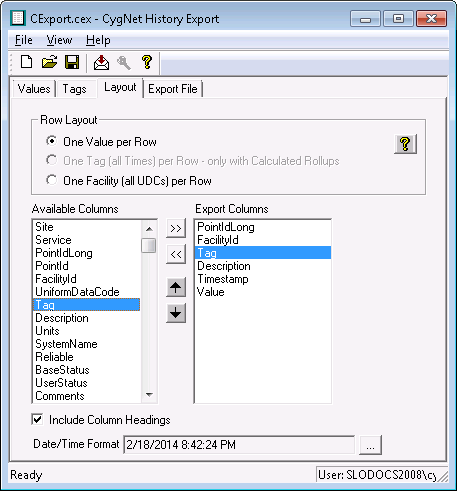 CExport.cex - CygNet History Export
File View Help
Values Tags Layout Export File
Row Layout
One Value per Row
One Tag (all Times) per Row - only with Calculated Rollups
One Facility (all UDCs) per Row
Available Columns
Site
Service
PointIdLong
PointId
FacilityId
UniformDataCode
Tag
Description
Units
SystemName
Reliable
BaseStatus
UserStatus
Comments
>>
<<
Export Columns
PointIdLong
FacilityId
Tag
Description
Timestamp
Value
Include Column Headings
Date/Time Format 2/18/2014 8:42:24 PM ...
Ready User: SLODOCS2008\cy